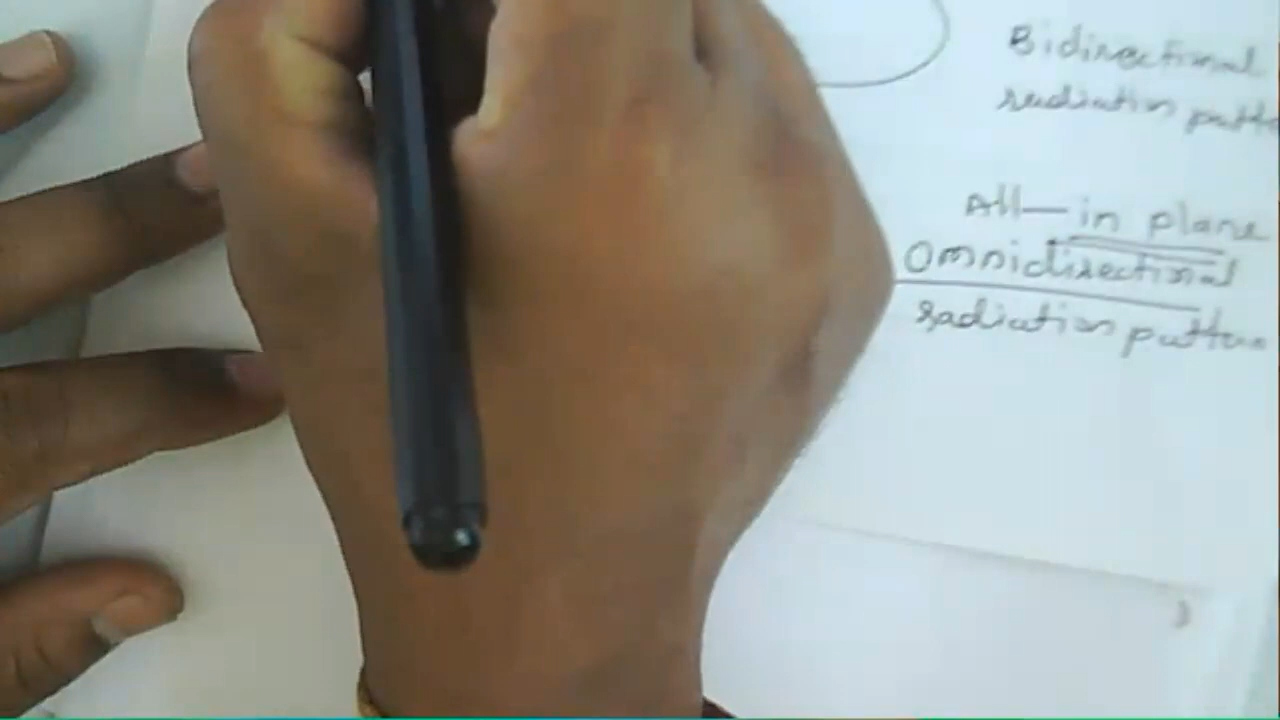 Bidirectional
radiation patte
All—in plane
Omnidirectional
radiation pattern